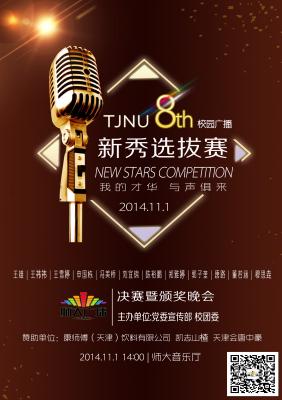 TJNU 8th 校园广播
新秀选拔赛
NEW STARS COMPETITION
我的才华 与声俱来
2014.11.1
决赛暨颁奖晚会
主办单位:党委宣传部 校团委
赞助单位：康师傅（天津）饮料有限公司 凯志山楂 天津会唐中豪
2014.11.1 14:00 | 师大音乐厅